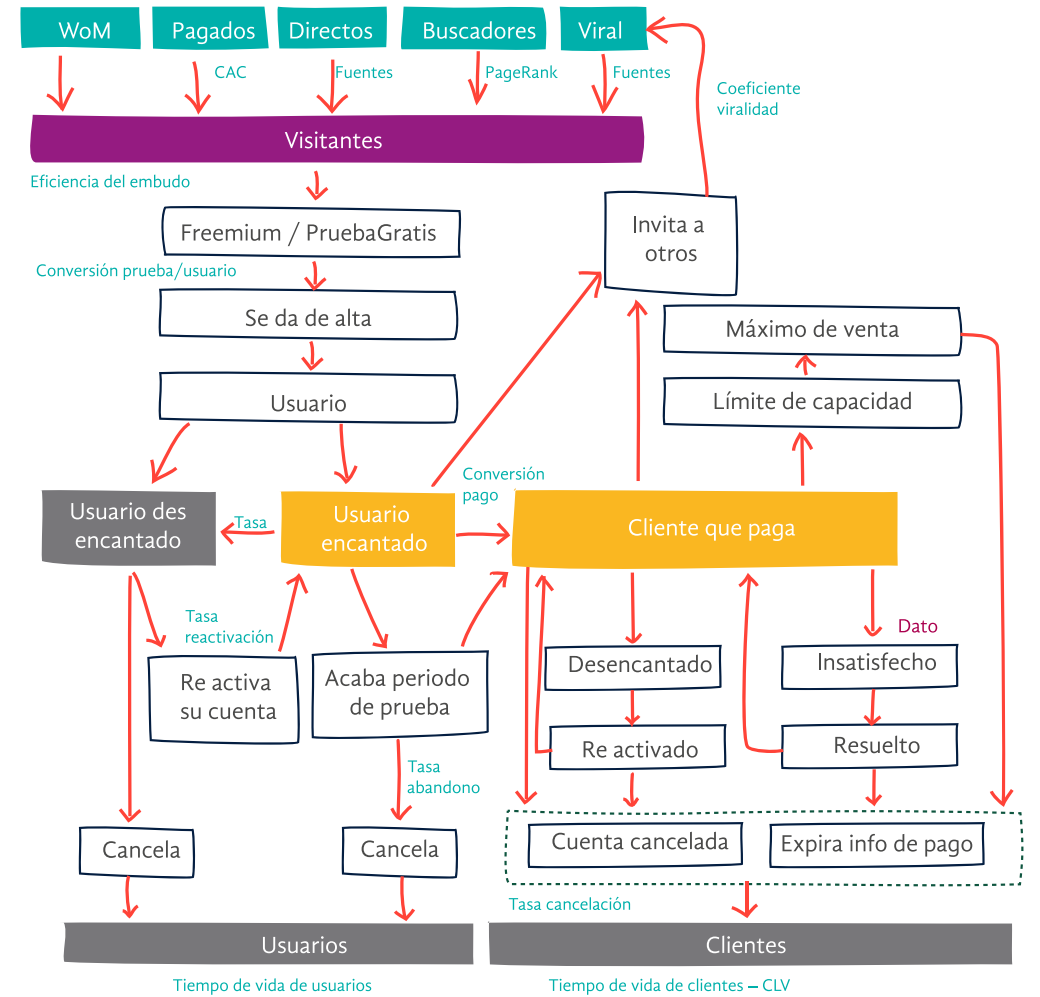 WoM
Pagados
Directos
Buscadores
Viral
CAC
Fuentes
PageRank
Fuentes
Coeficiente
viralidad
Visitantes
Eficiencia del embudo
Invita a
otros
Freemium / PruebaGratis
Conversión prueba/usuario
Se da de alta
Máximo de venta
Usuario
Límite de capacidad
Conversión
pago
Usuario des
encantado
Tasa
Usuario
encantado
Cliente que paga
Tasa
reactivación
Dato
Re activa
su cuenta
Acaba periodo
de prueba
Desencantado
Insatisfecho
Re activado
Resuelto
Tasa
abandono
Cancela
Cancela
Cuenta cancelada
Expira info de pago
Tasa cancelación
Usuarios
Clientes
Tiempo de vida de usuarios
Tiempo de vida de clientes – CLV